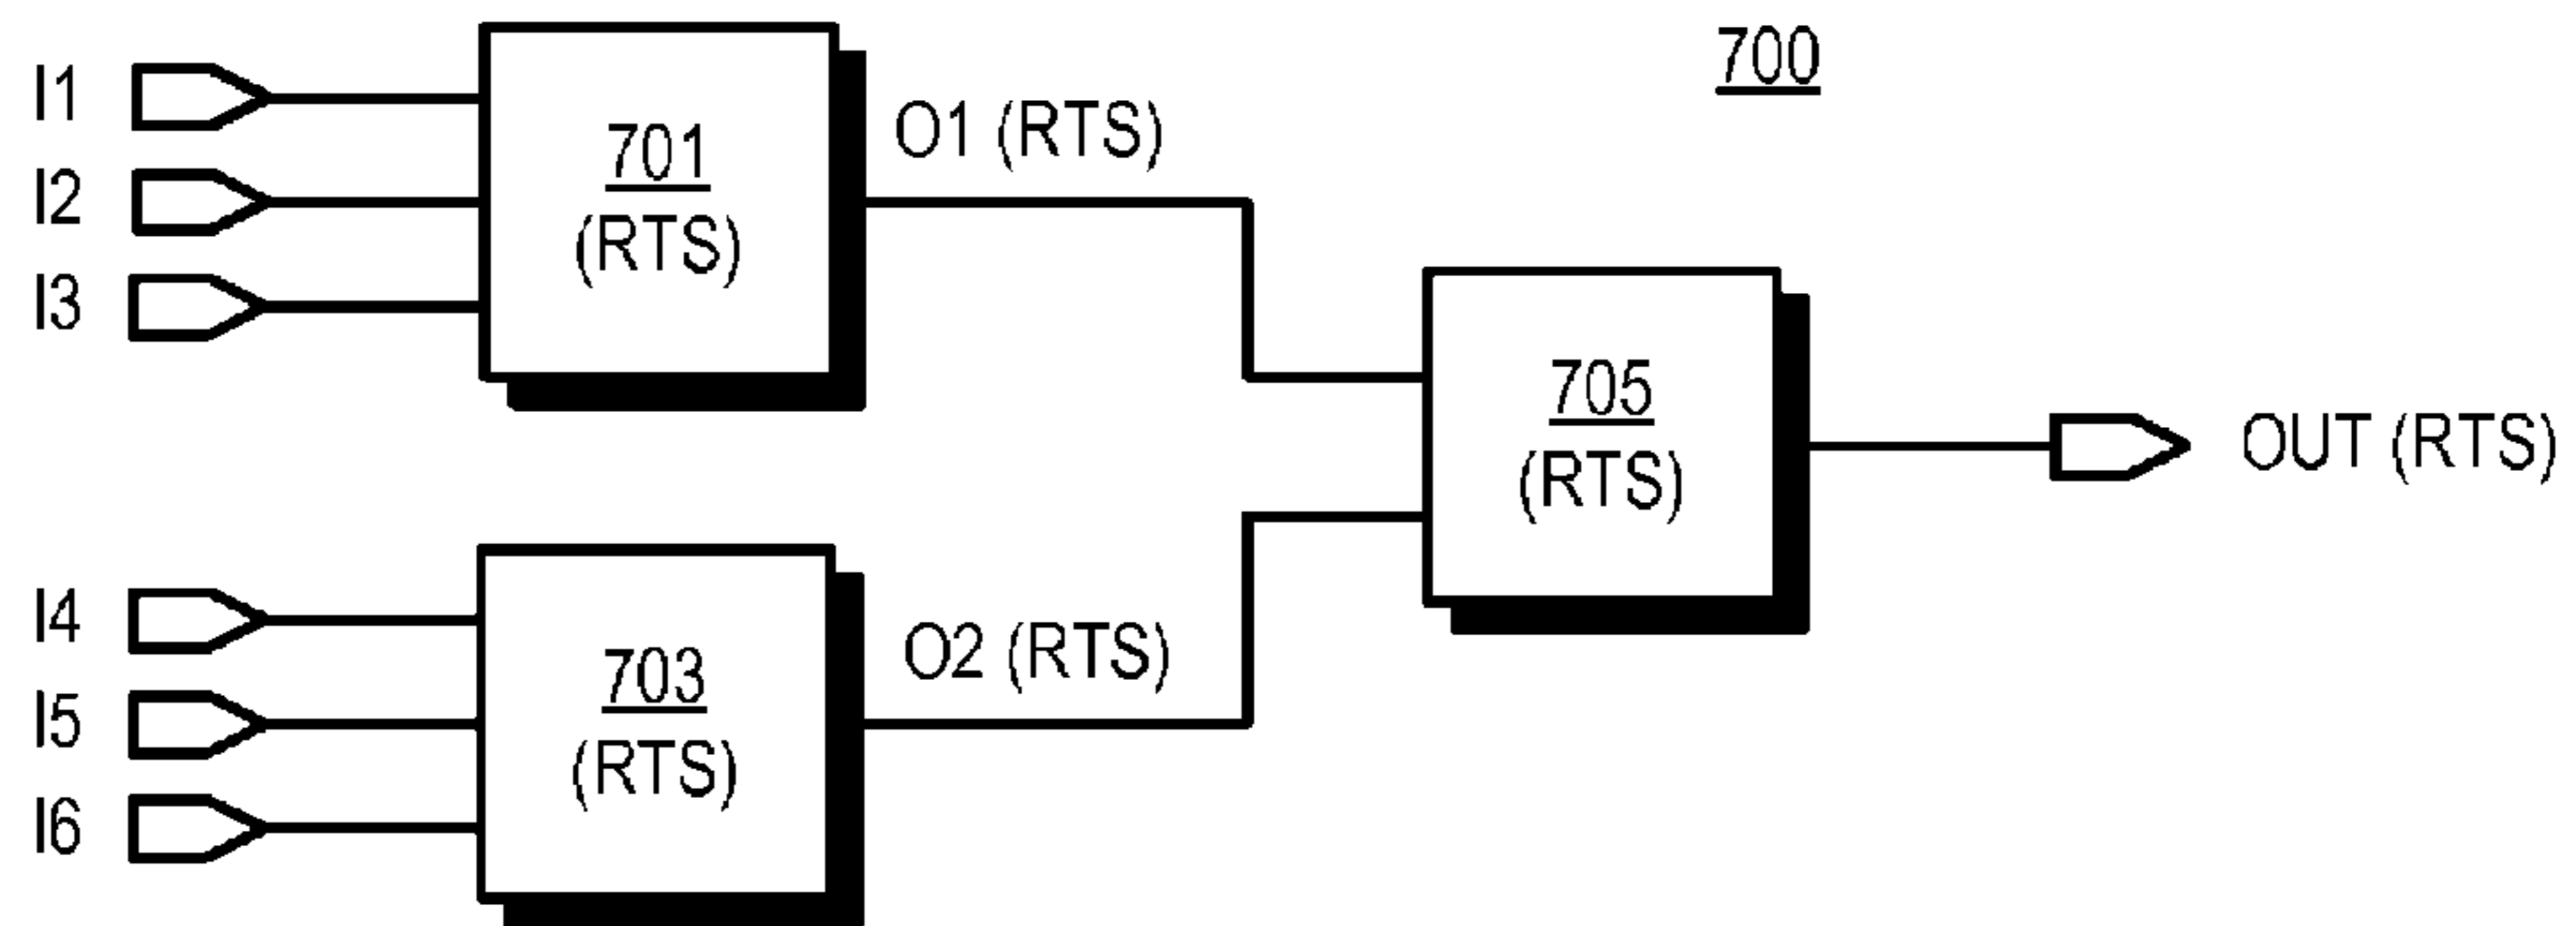 700
I1
I2
I3
701
(RTS)
O1 (RTS)
705
(RTS)
OUT (RTS)
I4
I5
I6
703
(RTS)
O2 (RTS)